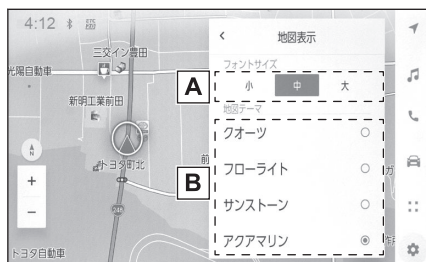 4:12
三交イン豊田
光陽自動車
新明工業前田
トヨタ町北
N
+
−
248
トヨタ自動車
前
地図表示
フォントサイズ
A
小 中 大
地図テーマ
B
クオーツ
フローライト
サンストーン
アクアマリン